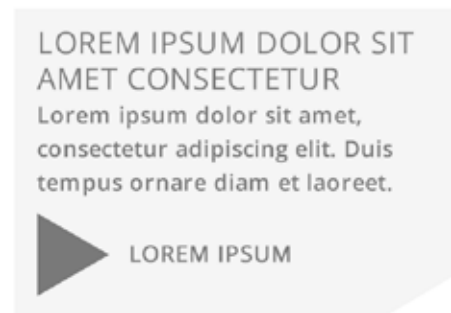 LOREM IPSUM DOLOR SIT
AMET CONSECTETUR
Lorem ipsum dolor sit amet,
consectetur adipiscing elit. Duis
tempus ornare diam et laoreet.
LOREM IPSUM